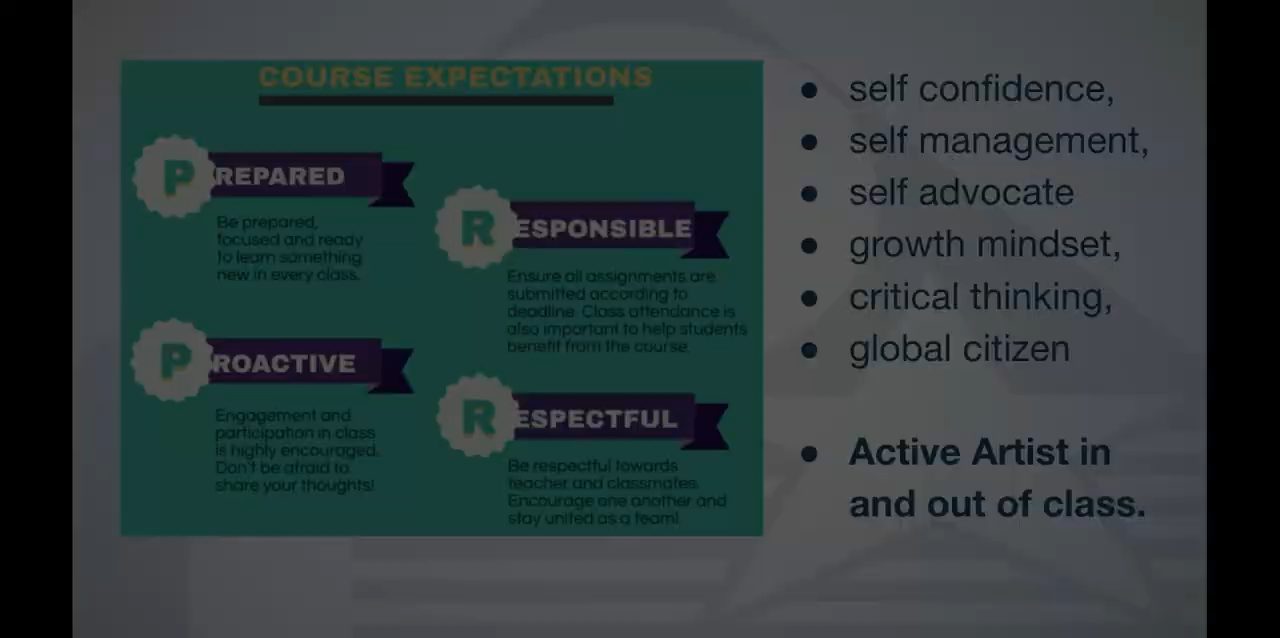 COURSE EXPECTATIONS
PREPARED
Be prepared,
focused and ready
to learn something
new in every class.
PROACTIVE
Engagement and
participation in class
is highly encouraged.
Don't be afraid to
share your thoughts!
RESPONSIBLE
Ensure all assignments are
submitted according to
deadline. Class attendance is
also important to help students
benefit from the course.
RESPECTFUL
Be respectful towards
teacher and classmates.
Encourage one another and
stay united as a team!
• self confidence,
• self management,
• self advocate
• growth mindset,
• critical thinking,
• global citizen
• Active Artist in
and out of class.